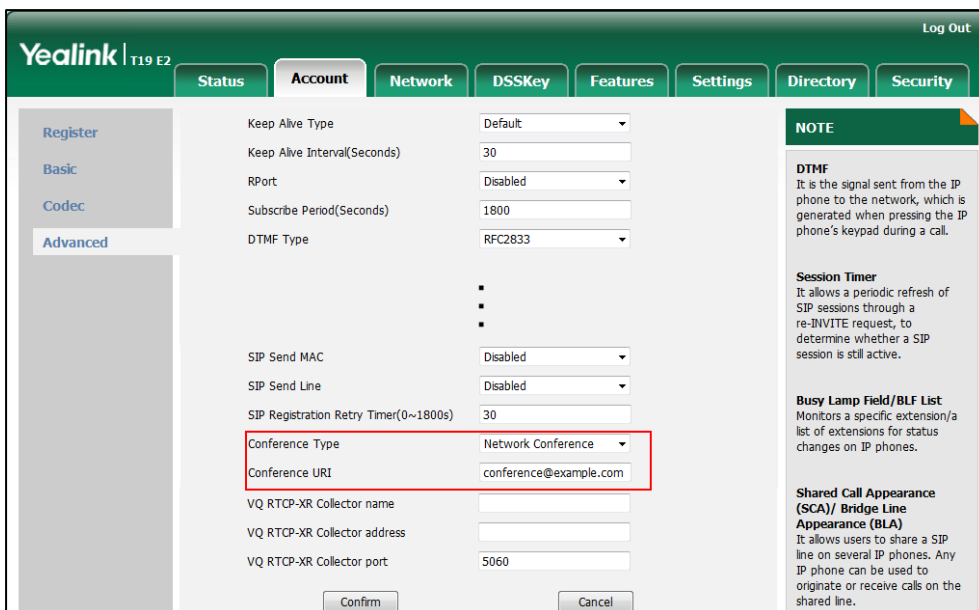 Log Out
Yealink T19 E2
Status Account Network DSSKey Features Settings Directory Security
Register
Basic
Codec
Advanced
Keep Alive Type Default
Keep Alive Interval(Seconds) 30
RPort Disabled
Subscribe Period(Seconds) 1800
DTMF Type RFC2833
SIP Send MAC Disabled
SIP Send Line Disabled
SIP Registration Retry Timer(0~1800s) 30
Conference Type Network Conference
Conference URI conference@example.com
VQ RTCP-XR Collector name
VQ RTCP-XR Collector address
VQ RTCP-XR Collector port 5060
Confirm Cancel
NOTE
DTMF
It is the signal sent from the IP
phone to the network, which is
generated when pressing the IP
phone's keypad during a call.
Session Timer
It allows a periodic refresh of
SIP sessions through a
re-INVITE request, to
determine whether a SIP
session is still active.
Busy Lamp Field/BLF List
Monitors a specific extension/a
list of extensions for status
changes on IP phones.
Shared Call Appearance
(SCA)/ Bridge Line
Appearance (BLA)
It allows users to share a SIP
line on several IP phones. Any
IP phone can be used to
originate or receive calls on the
shared line.